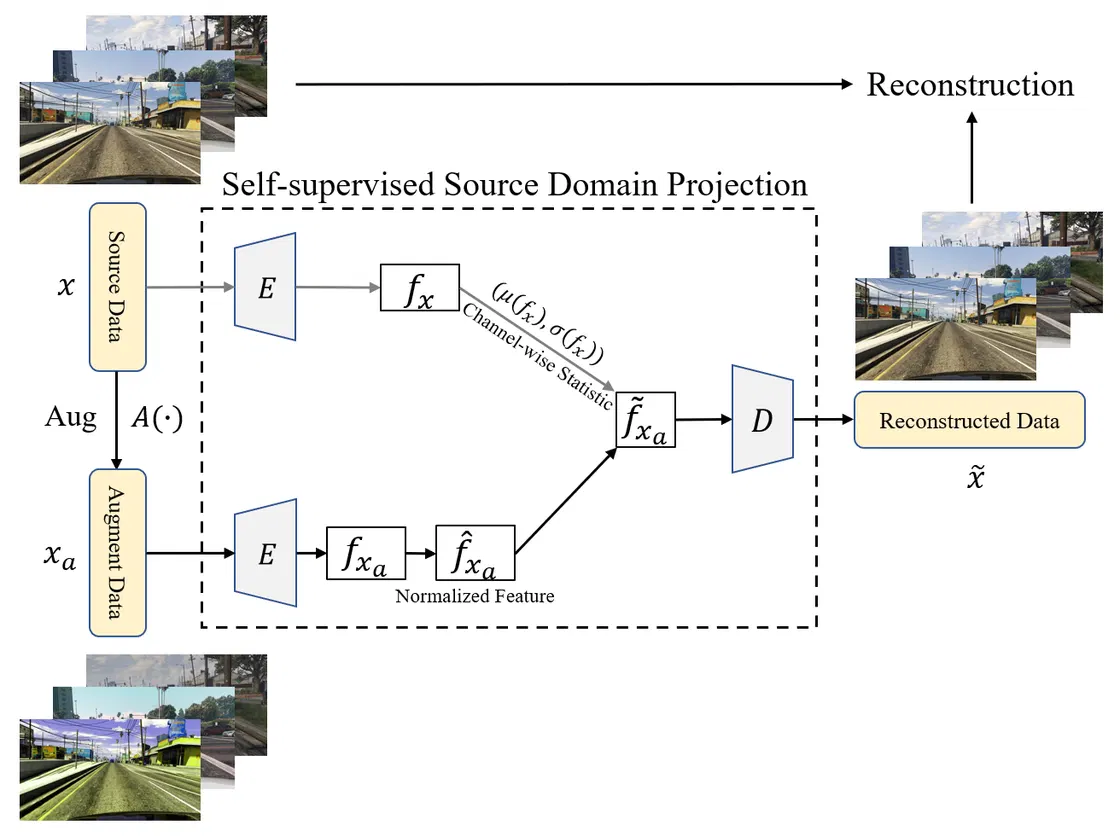 Reconstruction
Self-supervised Source Domain Projection
x
Source Data
E
f_x
(μ(f_x), σ(f_x))
Channel-wise Statistic
Aug
A(·)
f̃_{x_a}
D
Reconstructed Data
x̃
x_a
Augment Data
E
f_{x_a}
f̂_{x_a}
Normalized Feature